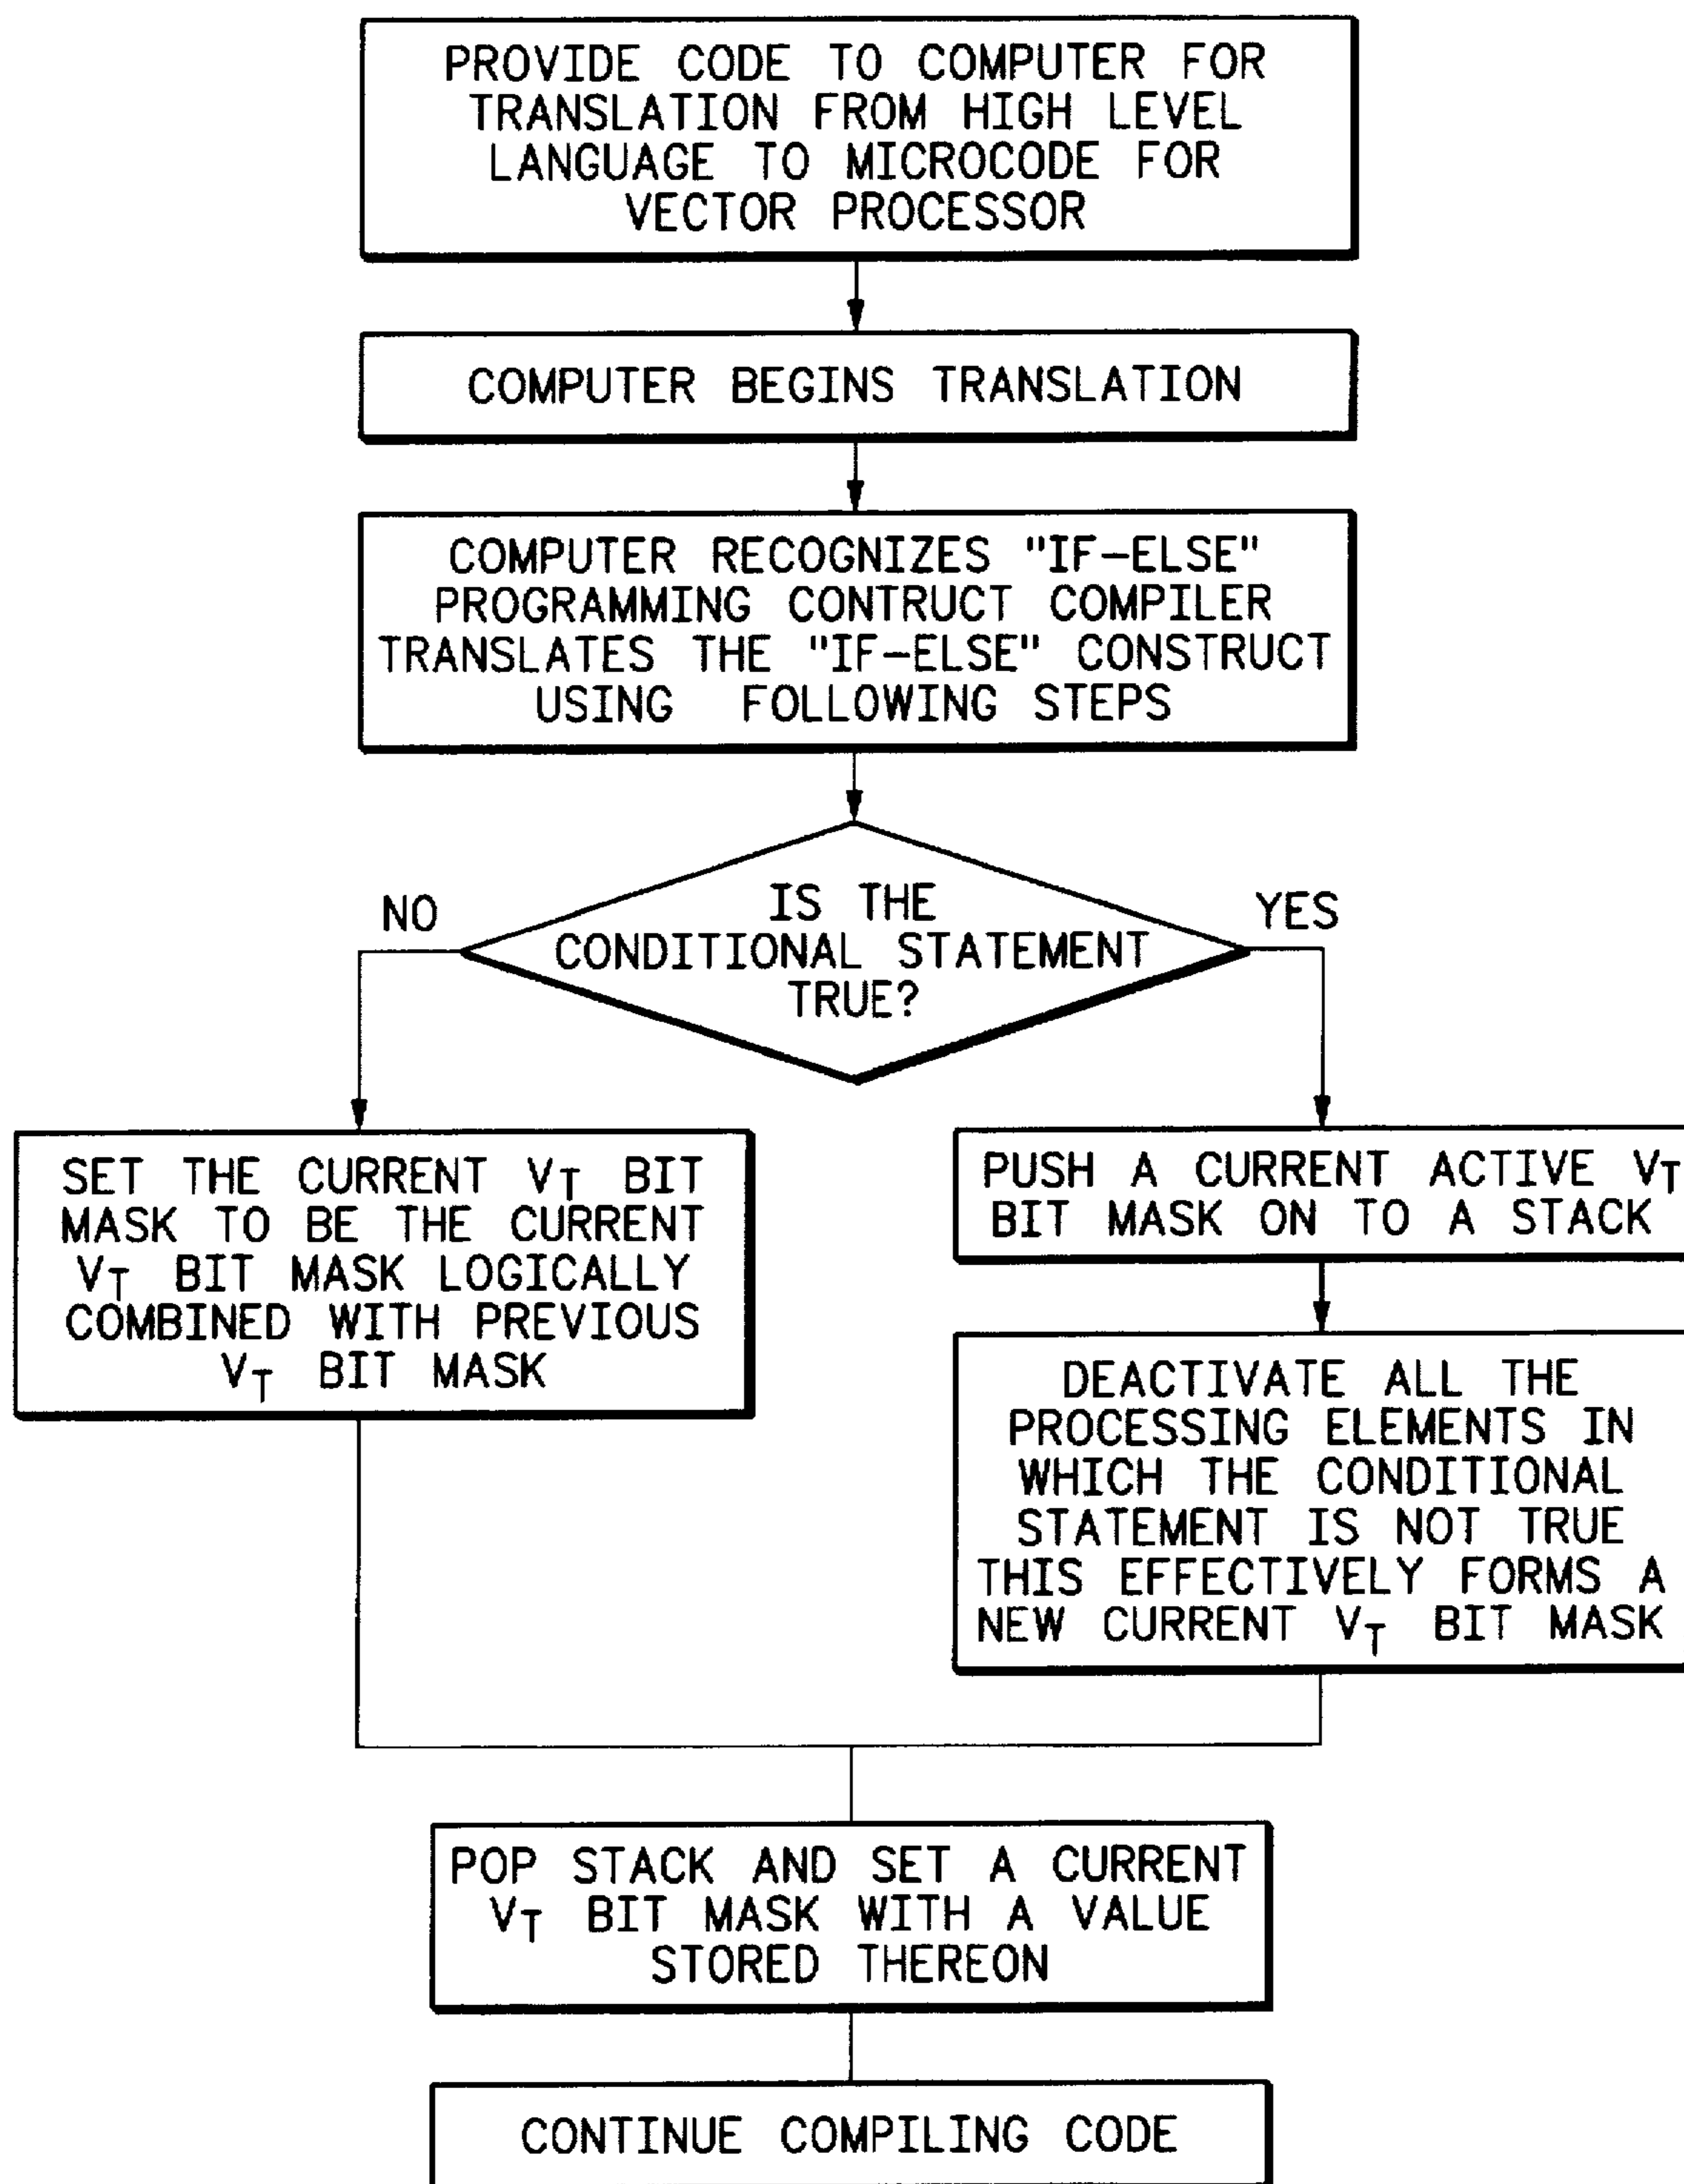 PROVIDE CODE TO COMPUTER FOR
TRANSLATION FROM HIGH LEVEL
LANGUAGE TO MICROCODE FOR
VECTOR PROCESSOR
COMPUTER BEGINS TRANSLATION
COMPUTER RECOGNIZES "IF-ELSE"
PROGRAMMING CONTRUCT COMPILER
TRANSLATES THE "IF-ELSE" CONSTRUCT
USING FOLLOWING STEPS
IS THE
CONDITIONAL STATEMENT
TRUE?
NO
YES
SET THE CURRENT VT BIT
MASK TO BE THE CURRENT
VT BIT MASK LOGICALLY
COMBINED WITH PREVIOUS
VT BIT MASK
PUSH A CURRENT ACTIVE VT
BIT MASK ON TO A STACK
DEACTIVATE ALL THE
PROCESSING ELEMENTS IN
WHICH THE CONDITIONAL
STATEMENT IS NOT TRUE
THIS EFFECTIVELY FORMS A
NEW CURRENT VT BIT MASK
POP STACK AND SET A CURRENT
VT BIT MASK WITH A VALUE
STORED THEREON
CONTINUE COMPILING CODE